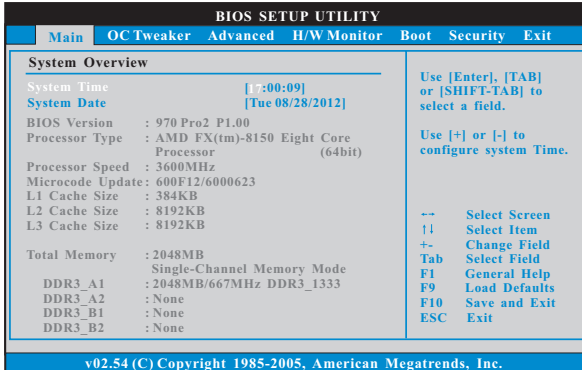 BIOS SETUP UTILITY
Main OC Tweaker Advanced H/W Monitor Boot Security Exit
System Overview
System Time [17:00:09]
System Date [Tue 08/28/2012]
BIOS Version : 970 Pro2 P1.00
Processor Type : AMD FX(tm)-8150 Eight Core
Processor (64bit)
Processor Speed : 3600MHz
Microcode Update : 600F12/6000623
L1 Cache Size : 384KB
L2 Cache Size : 8192KB
L3 Cache Size : 8192KB
Total Memory : 2048MB
Single-Channel Memory Mode
DDR3_A1 : 2048MB/667MHz DDR3_1333
DDR3_A2 : None
DDR3_B1 : None
DDR3_B2 : None
Use [Enter], [TAB]
or [SHIFT-TAB] to
select a field.
Use [+] or [-] to
configure system Time.
←→ Select Screen
↑↓ Select Item
+- Change Field
Tab Select Field
F1 General Help
F9 Load Defaults
F10 Save and Exit
ESC Exit
v02.54 (C) Copyright 1985-2005, American Megatrends, Inc.